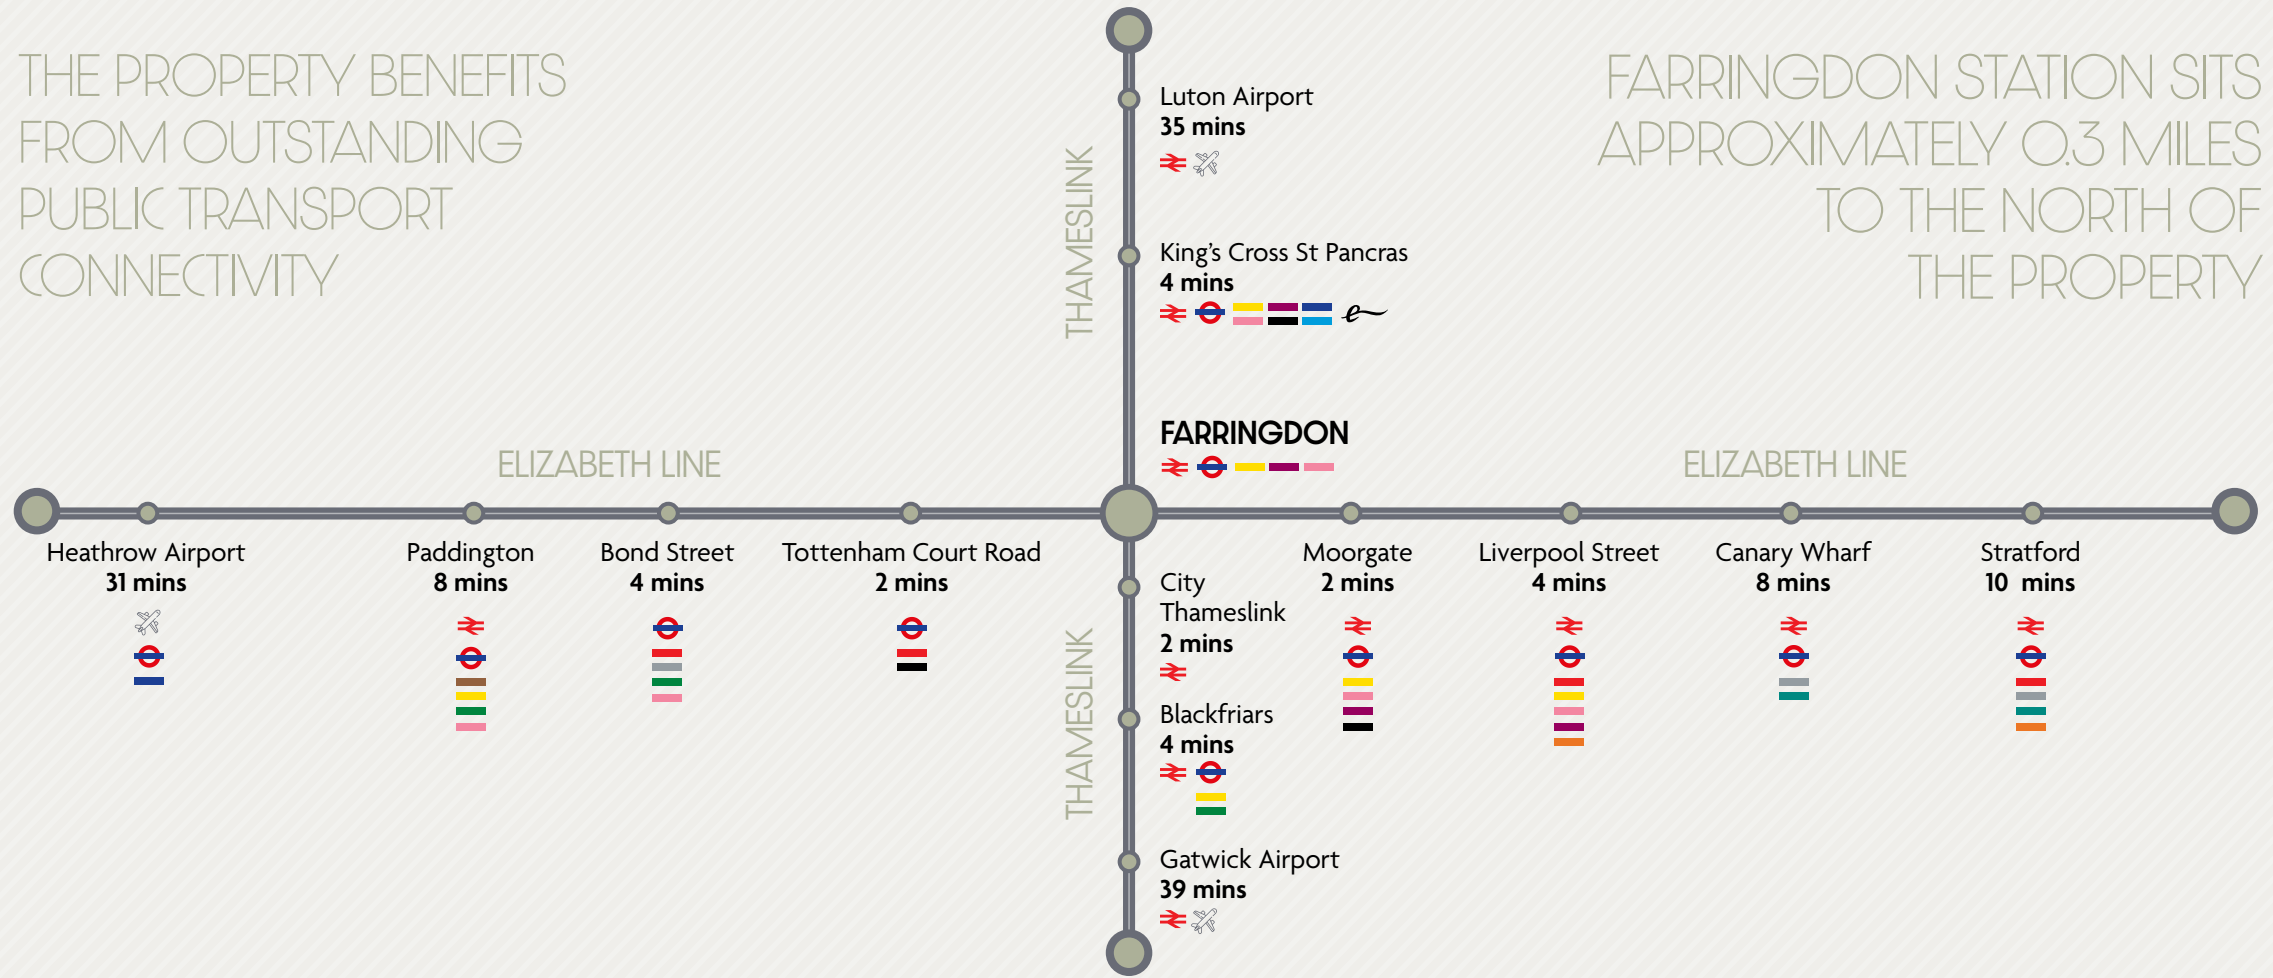 THE PROPERTY BENEFITS
FROM OUTSTANDING
PUBLIC TRANSPORT
CONNECTIVITY
FARRINGDON STATION SITS
APPROXIMATELY 0.3 MILES
TO THE NORTH OF
THE PROPERTY
THAMESLINK
Luton Airport
35 mins
King's Cross St Pancras
4 mins
e
FARRINGDON
ELIZABETH LINE
ELIZABETH LINE
Heathrow Airport
31 mins
Paddington
8 mins
Bond Street
4 mins
Tottenham Court Road
2 mins
Moorgate
2 mins
Liverpool Street
4 mins
Canary Wharf
8 mins
Stratford
10 mins
THAMESLINK
City
Thameslink
2 mins
Blackfriars
4 mins
Gatwick Airport
39 mins